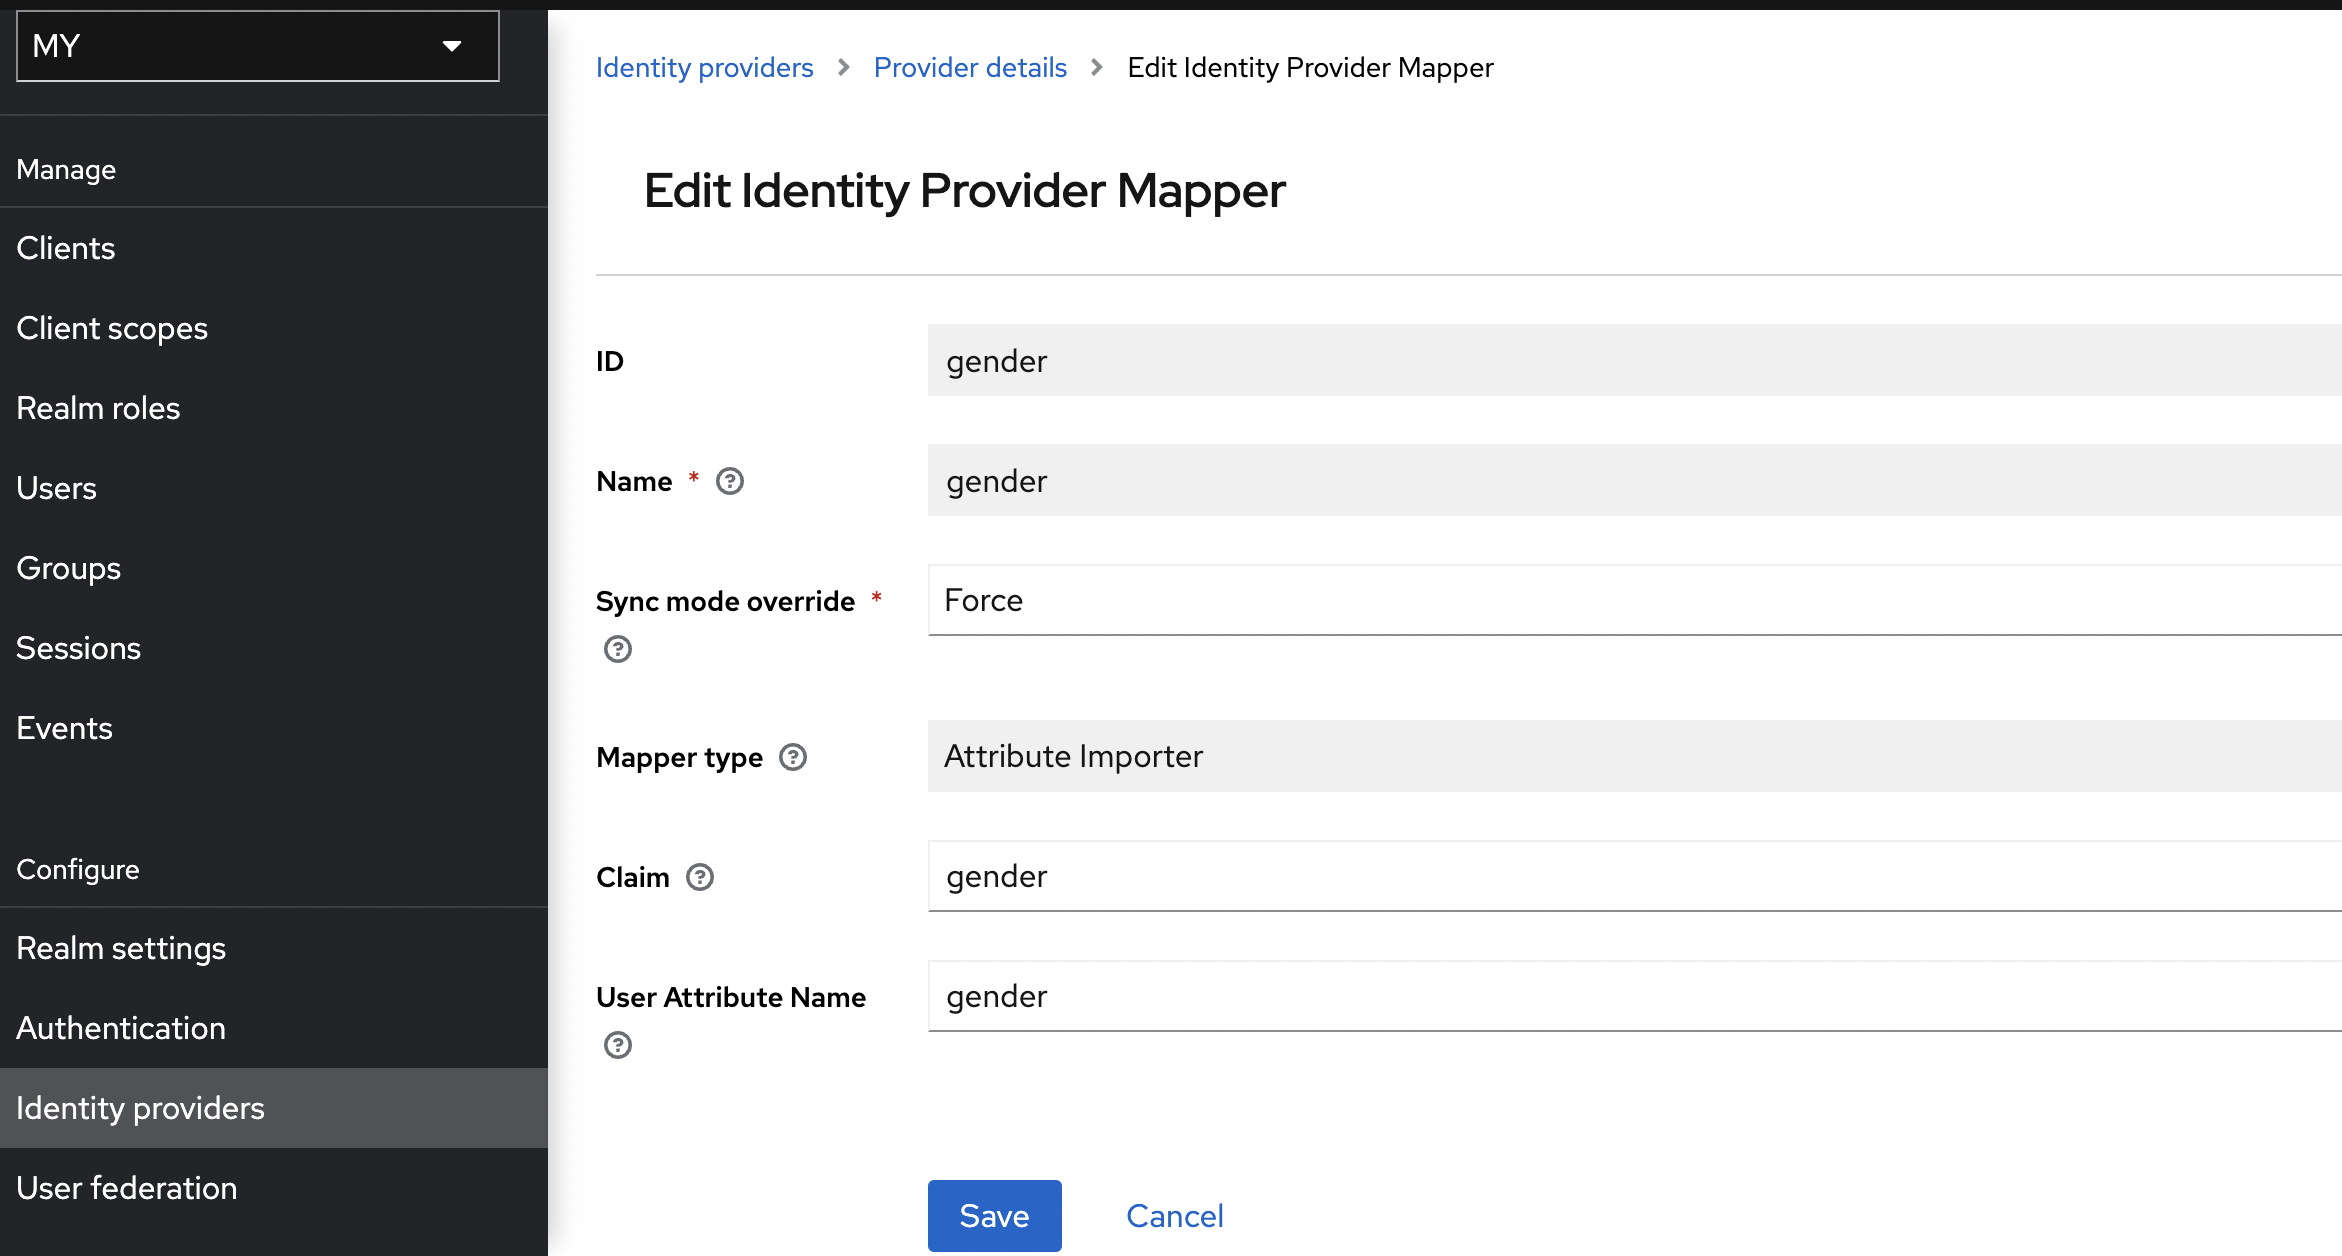 MY
Manage
Clients
Client scopes
Realm roles
Users
Groups
Sessions
Events
Configure
Realm settings
Authentication
Identity providers
User federation
Identity providers > Provider details > Edit Identity Provider Mapper
Edit Identity Provider Mapper
ID gender
Name * gender
Sync mode override * Force
Mapper type Attribute Importer
Claim gender
User Attribute Name gender
Save Cancel